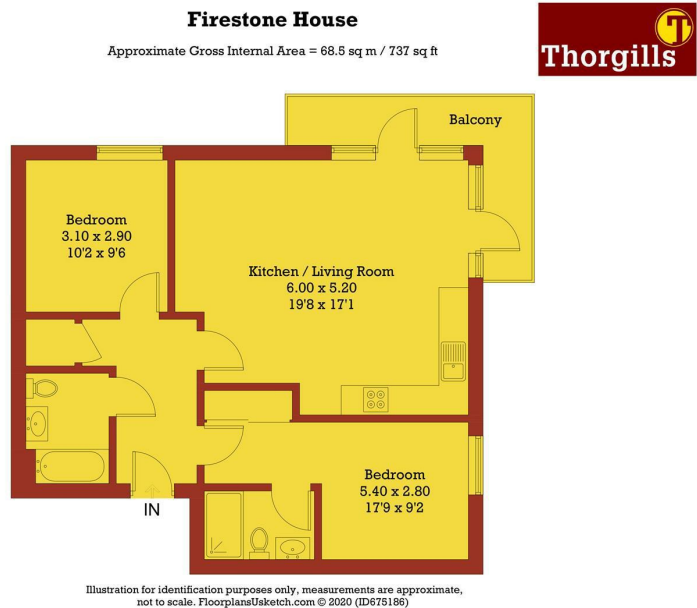 Firestone House
Approximate Gross Internal Area = 68.5 sq m / 737 sq ft
T
Thorgills
Balcony
Bedroom
3.10 x 2.90
10'2 x 9'6
Kitchen / Living Room
6.00 x 5.20
19'8 x 17'1
Bedroom
5.40 x 2.80
17'9 x 9'2
IN
Illustration for identification purposes only, measurements are approximate,
not to scale. FloorplansUsketch.com © 2020 (ID675186)